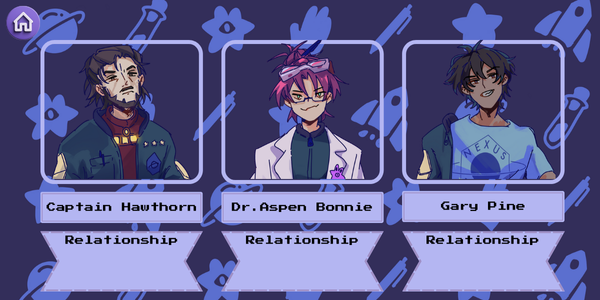 NEXUS
Captain Hawthorn
Dr.Aspen Bonnie
Gary Pine
Relationship
Relationship
Relationship